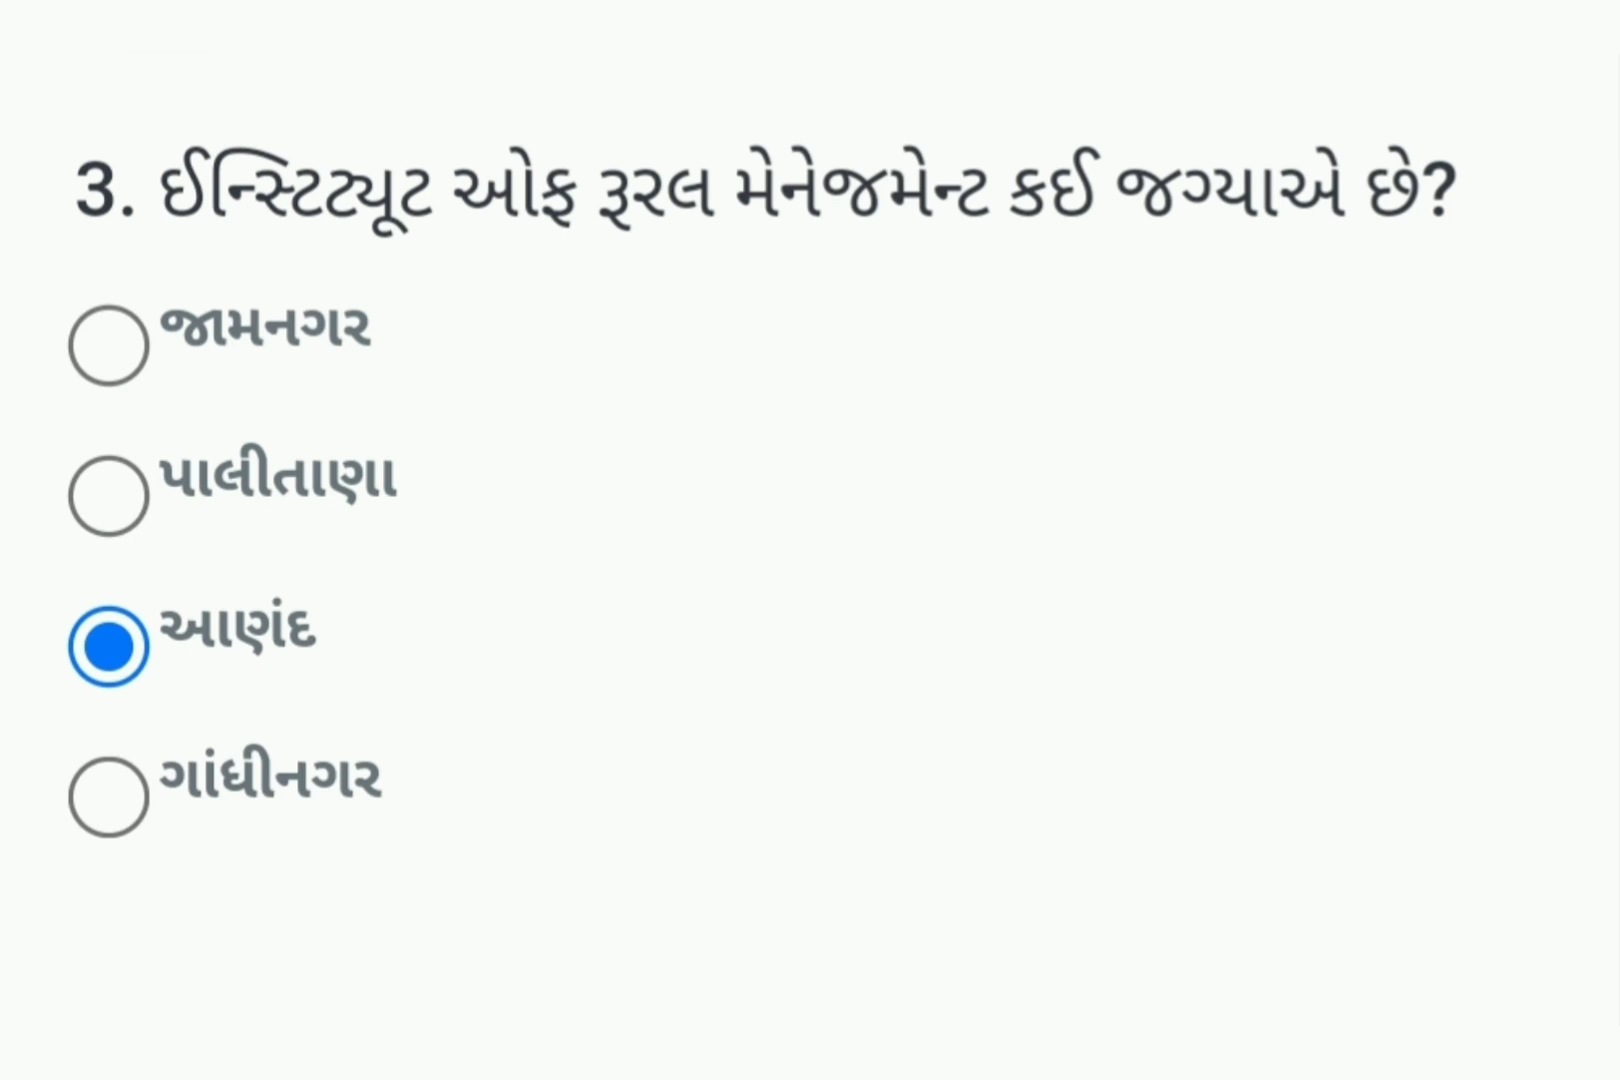 3. ઈન્સ્ટિટ્યૂટ ઓફ રૂરલ મેનેજમેન્ટ કઈ જગ્યાએ છે?
જામનગર
પાલીતાણા
આણંદ
ગાંધીનગર